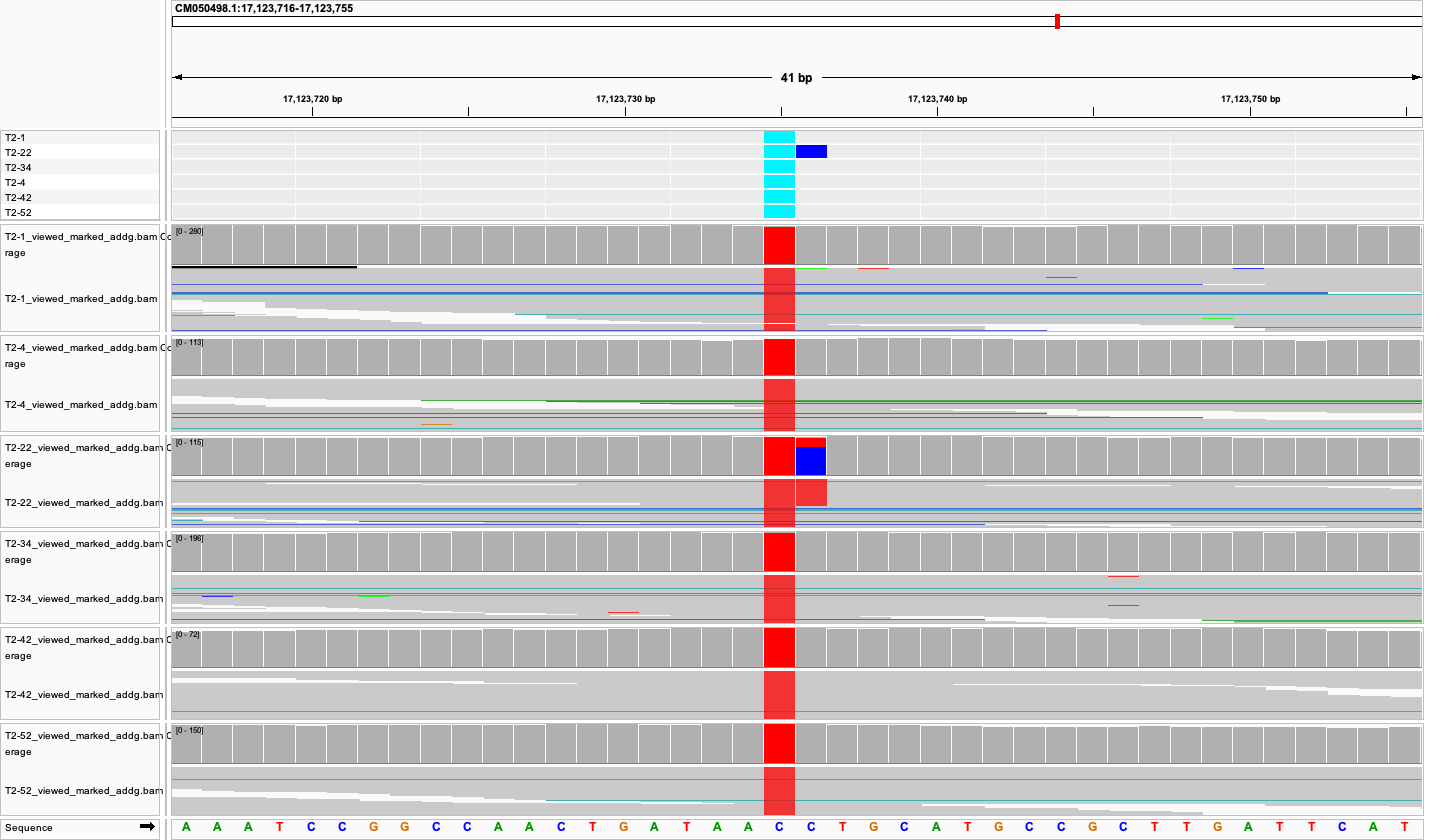 CM050498.1:17,123,716-17,123,755
41 bp
17,123,720 bp 17,123,730 bp 17,123,740 bp 17,123,750 bp
T2-1
T2-22
T2-34
T2-4
T2-42
T2-52
T2-1_viewed_marked_addg.bam Co
rage
[0 - 280]
T2-1_viewed_marked_addg.bam
T2-4_viewed_marked_addg.bam Co
rage
[0 - 113]
T2-4_viewed_marked_addg.bam
T2-22_viewed_marked_addg.bam C
erage
[0 - 115]
T2-22_viewed_marked_addg.bam
T2-34_viewed_marked_addg.bam C
erage
[0 - 196]
T2-34_viewed_marked_addg.bam
T2-42_viewed_marked_addg.bam C
erage
[0 - 72]
T2-42_viewed_marked_addg.bam
T2-52_viewed_marked_addg.bam C
erage
[0 - 150]
T2-52_viewed_marked_addg.bam
Sequence A A A T C C G G C C A A C T G A T A A C C T G C A T G C C G C T T G A T T C A T